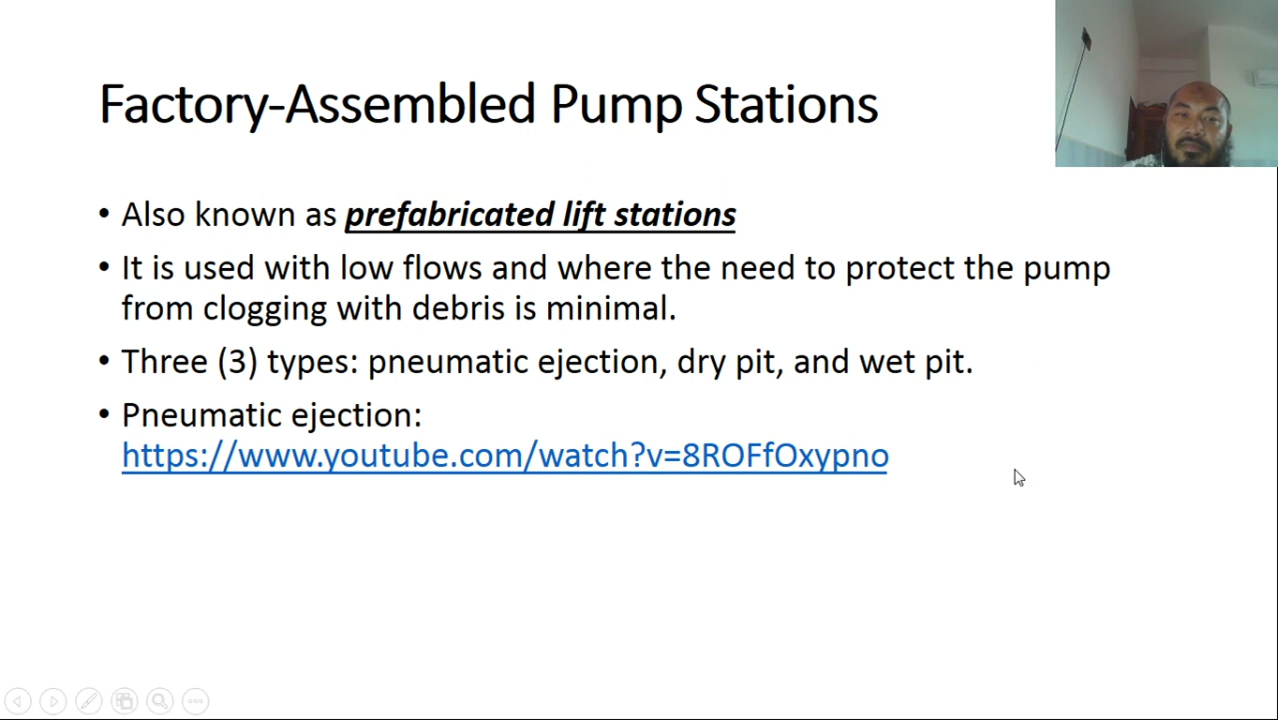 Factory-Assembled Pump Stations
• Also known as prefabricated lift stations
• It is used with low flows and where the need to protect the pump
from clogging with debris is minimal.
• Three (3) types: pneumatic ejection, dry pit, and wet pit.
• Pneumatic ejection:
https://www.youtube.com/watch?v=8ROFfOxypno